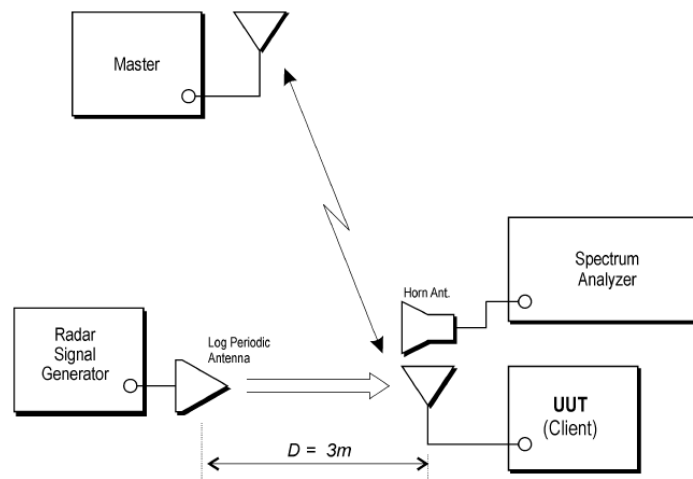 Master
Spectrum
Analyzer
Horn Ant.
Radar
Signal
Generator
Log Periodic
Antenna
UUT
(Client)
D = 3m